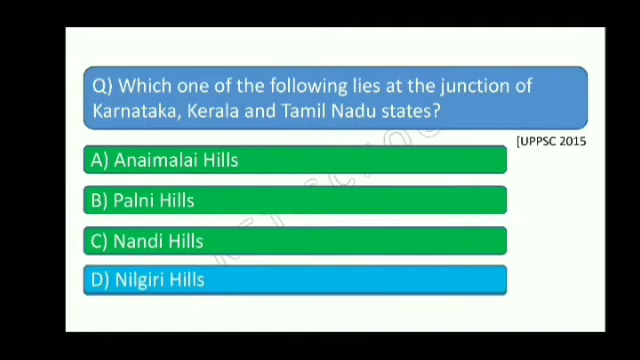 Q) Which one of the following lies at the junction of
Karnataka, Kerala and Tamil Nadu states?
[UPPSC 2015
A) Anaimalai Hills
B) Palni Hills
C) Nandi Hills
D) Nilgiri Hills